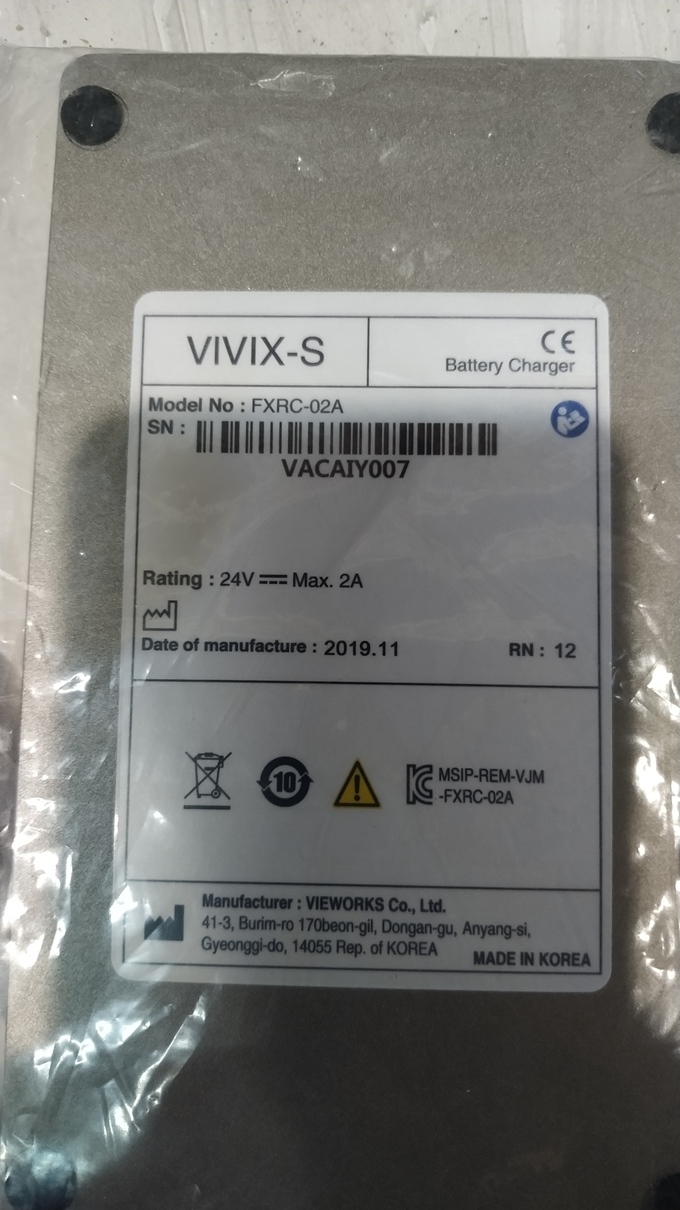 VIVIX-S
CE
Battery Charger
Model No : FXRC-02A
SN :
VACAIY007
Rating : 24V ⎓ Max. 2A
Date of manufacture : 2019.11
RN : 12
10
MSIP-REM-VJM
-FXRC-02A
Manufacturer : VIEWORKS Co., Ltd.
41-3, Burim-ro 170beon-gil, Dongan-gu, Anyang-si,
Gyeonggi-do, 14055 Rep. of KOREA
MADE IN KOREA